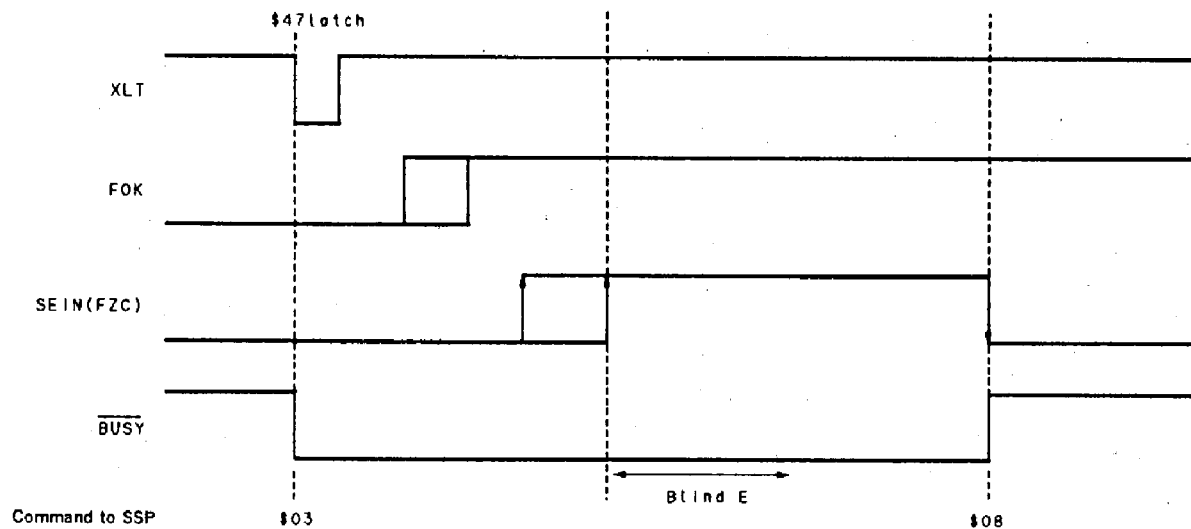 $47latch
XLT
FOK
SEIN(FZC)
BUSY
Blind E
Command to SSP $03 $08